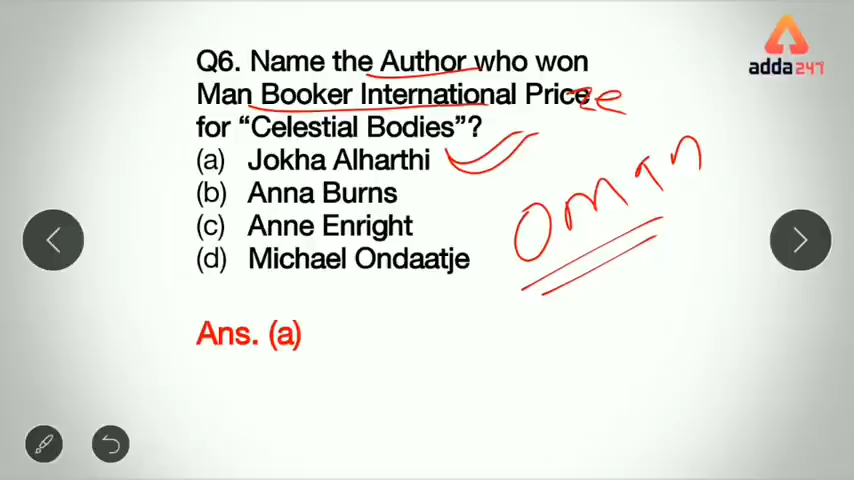 adda247
Q6. Name the Author who won
Man Booker International Price ze
for “Celestial Bodies”?
(a) Jokha Alharthi
(b) Anna Burns
(c) Anne Enright
(d) Michael Ondaatje
OMAN
Ans. (a)